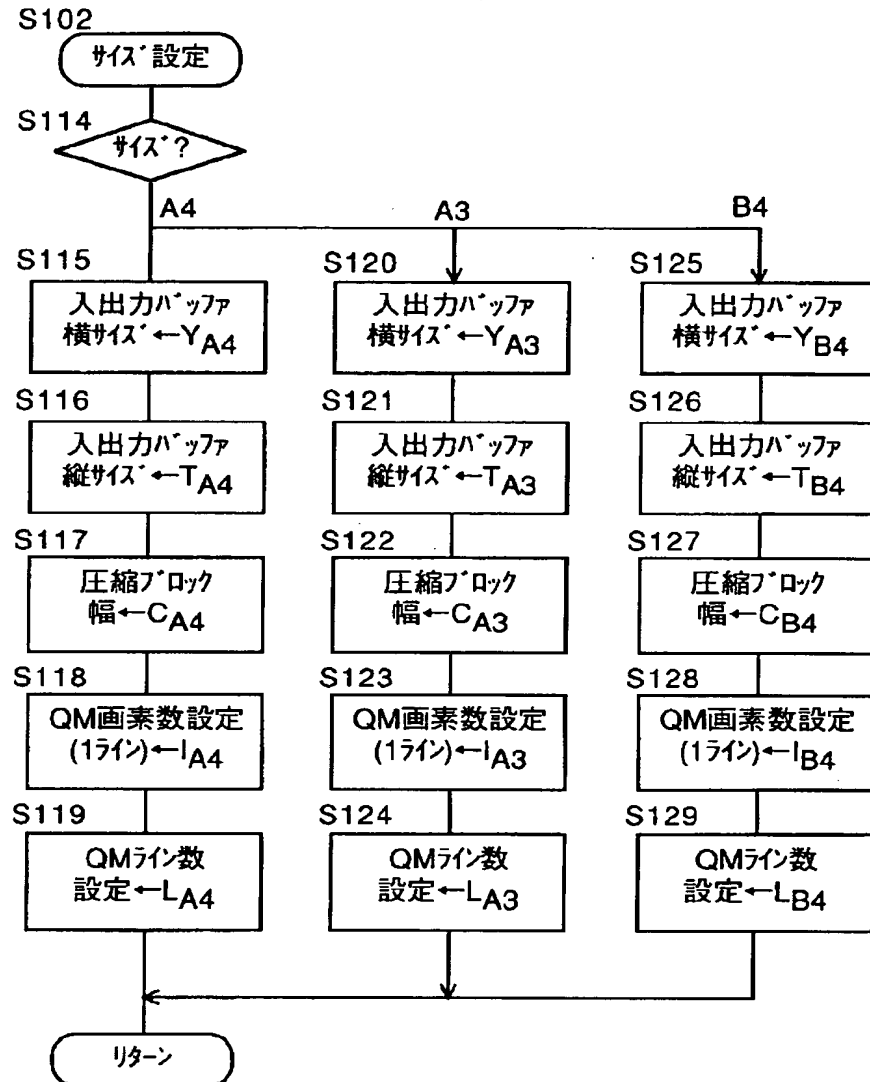 S102
ｻｲｽﾞ設定
S114
ｻｲｽﾞ?
A4
A3
B4
S115
入出力ﾊﾞｯﾌｧ
横ｻｲｽﾞ←YA4
S120
入出力ﾊﾞｯﾌｧ
横ｻｲｽﾞ←YA3
S125
入出力ﾊﾞｯﾌｧ
横ｻｲｽﾞ←YB4
S116
入出力ﾊﾞｯﾌｧ
縦ｻｲｽﾞ←TA4
S121
入出力ﾊﾞｯﾌｧ
縦ｻｲｽﾞ←TA3
S126
入出力ﾊﾞｯﾌｧ
縦ｻｲｽﾞ←TB4
S117
圧縮ﾌﾞﾛｯｸ
幅←CA4
S122
圧縮ﾌﾞﾛｯｸ
幅←CA3
S127
圧縮ﾌﾞﾛｯｸ
幅←CB4
S118
QM画素数設定
(1ﾗｲﾝ)←IA4
S123
QM画素数設定
(1ﾗｲﾝ)←IA3
S128
QM画素数設定
(1ﾗｲﾝ)←IB4
S119
QMﾗｲﾝ数
設定←LA4
S124
QMﾗｲﾝ数
設定←LA3
S129
QMﾗｲﾝ数
設定←LB4
ﾘﾀｰﾝ